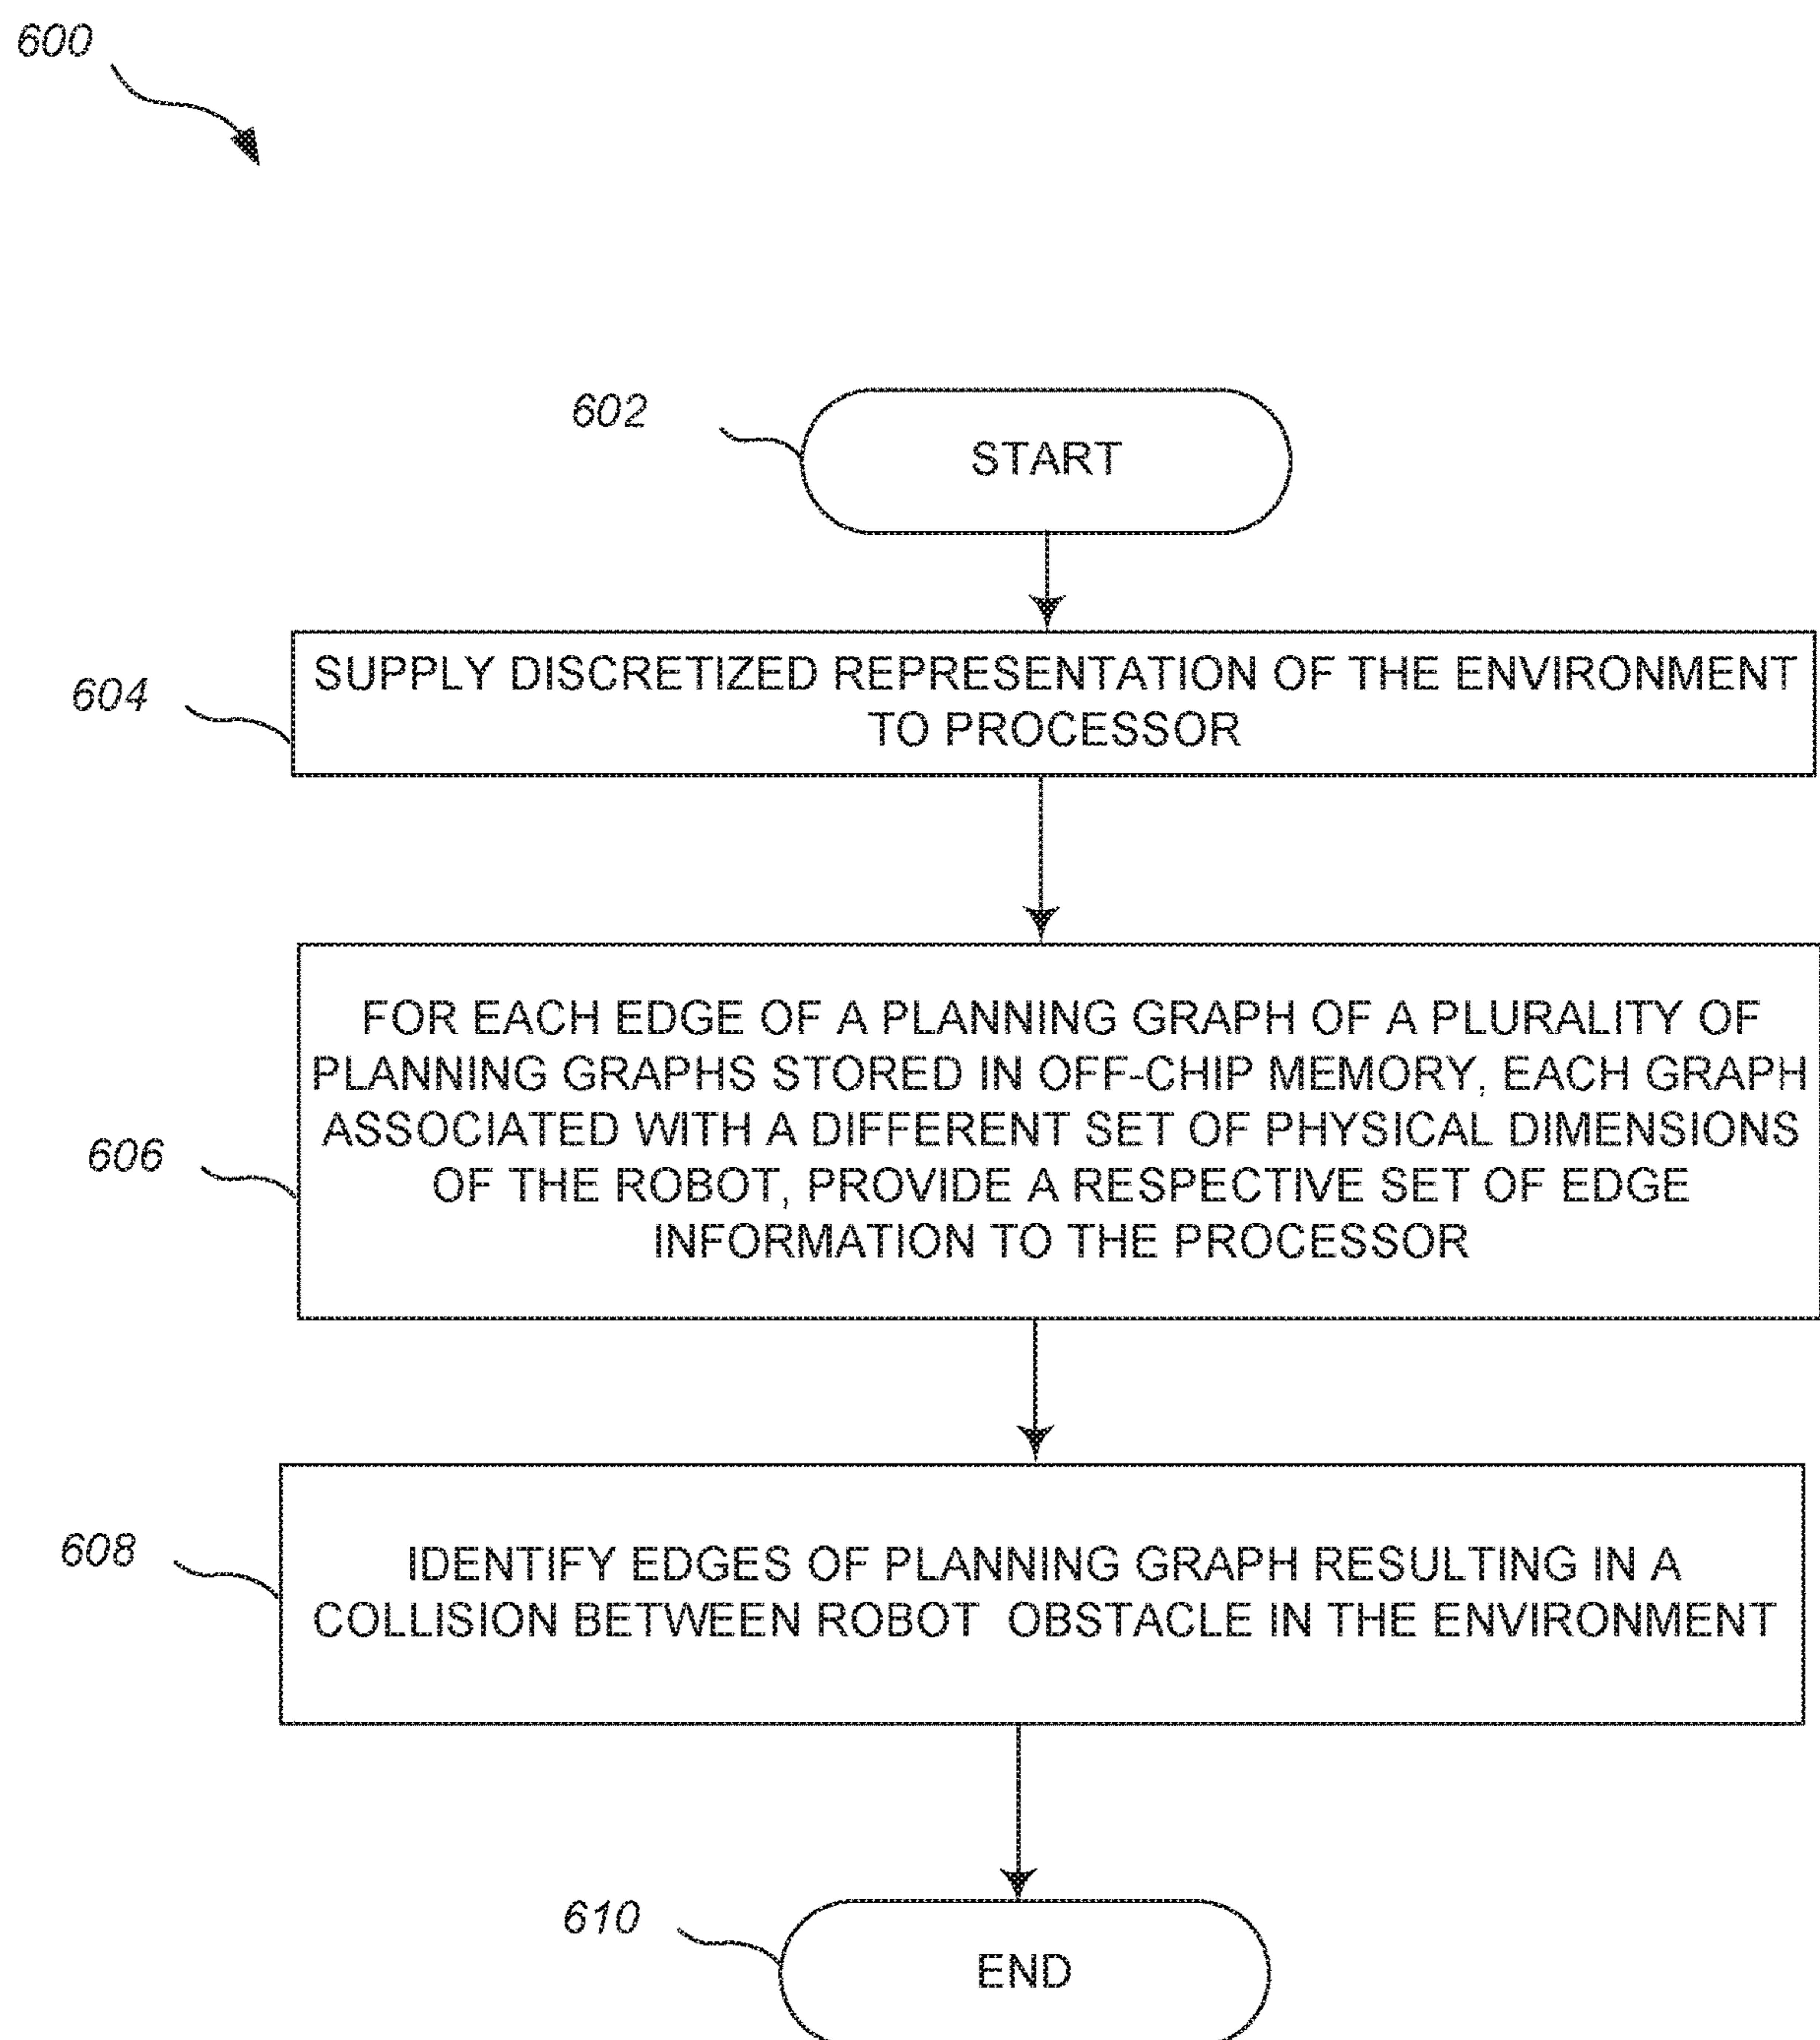 600
602
START
604
SUPPLY DISCRETIZED REPRESENTATION OF THE ENVIRONMENT
TO PROCESSOR
606
FOR EACH EDGE OF A PLANNING GRAPH OF A PLURALITY OF
PLANNING GRAPHS STORED IN OFF-CHIP MEMORY, EACH GRAPH
ASSOCIATED WITH A DIFFERENT SET OF PHYSICAL DIMENSIONS
OF THE ROBOT, PROVIDE A RESPECTIVE SET OF EDGE
INFORMATION TO THE PROCESSOR
608
IDENTIFY EDGES OF PLANNING GRAPH RESULTING IN A
COLLISION BETWEEN ROBOT OBSTACLE IN THE ENVIRONMENT
610
END